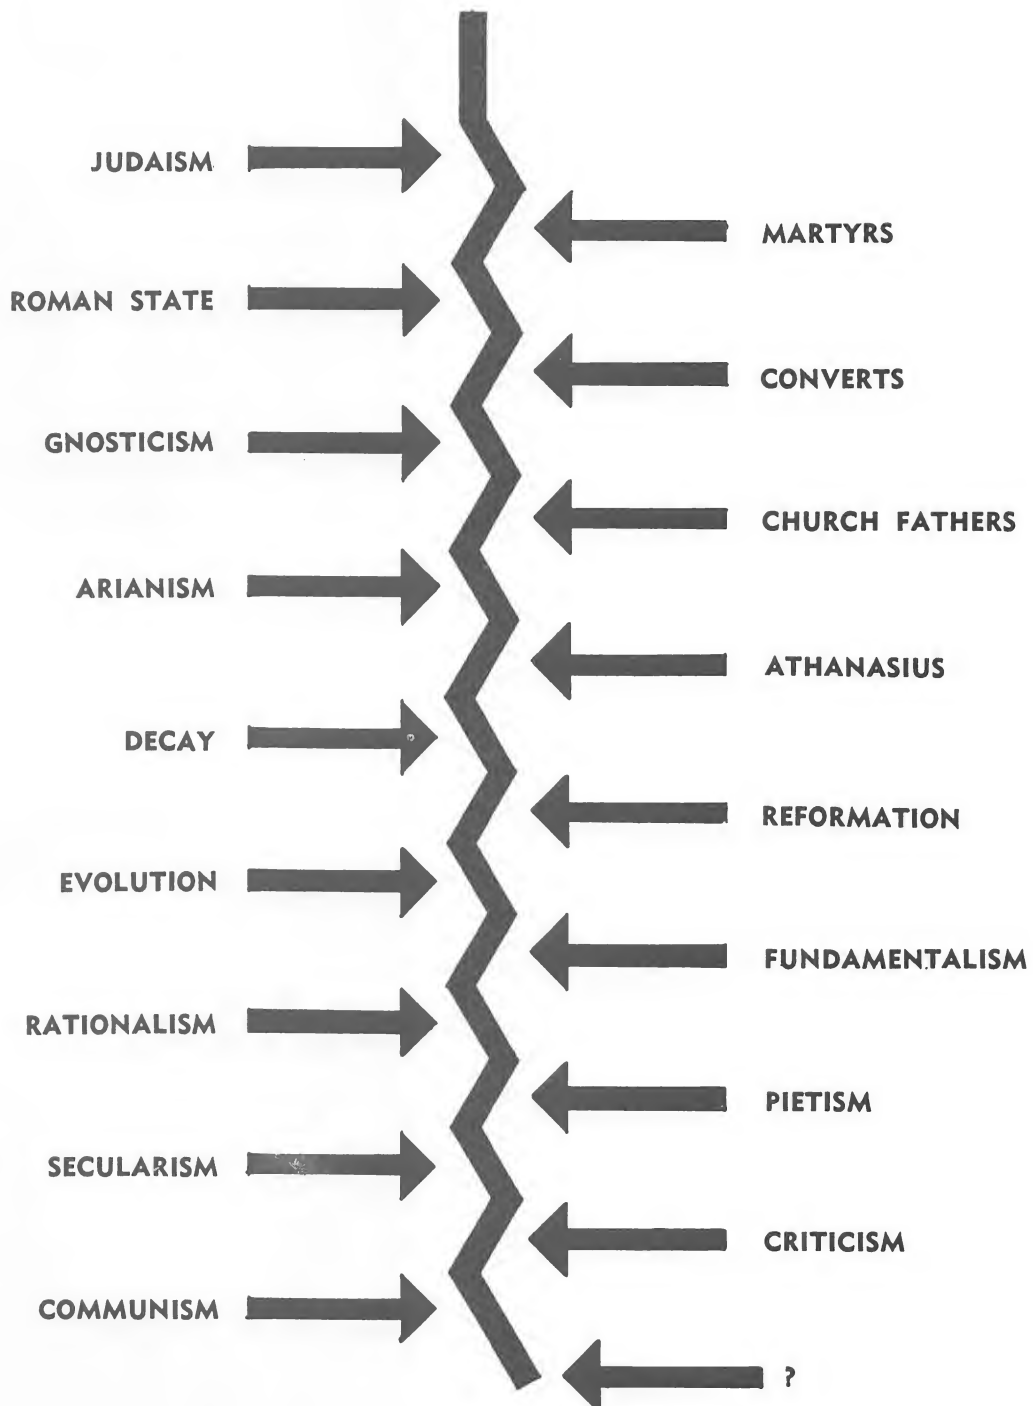 JUDAISM
MARTYRS
ROMAN STATE
CONVERTS
GNOSTICISM
CHURCH FATHERS
ARIANISM
ATHANASIUS
DECAY
REFORMATION
EVOLUTION
FUNDAMENTALISM
RATIONALISM
PIETISM
SECULARISM
CRITICISM
COMMUNISM
?